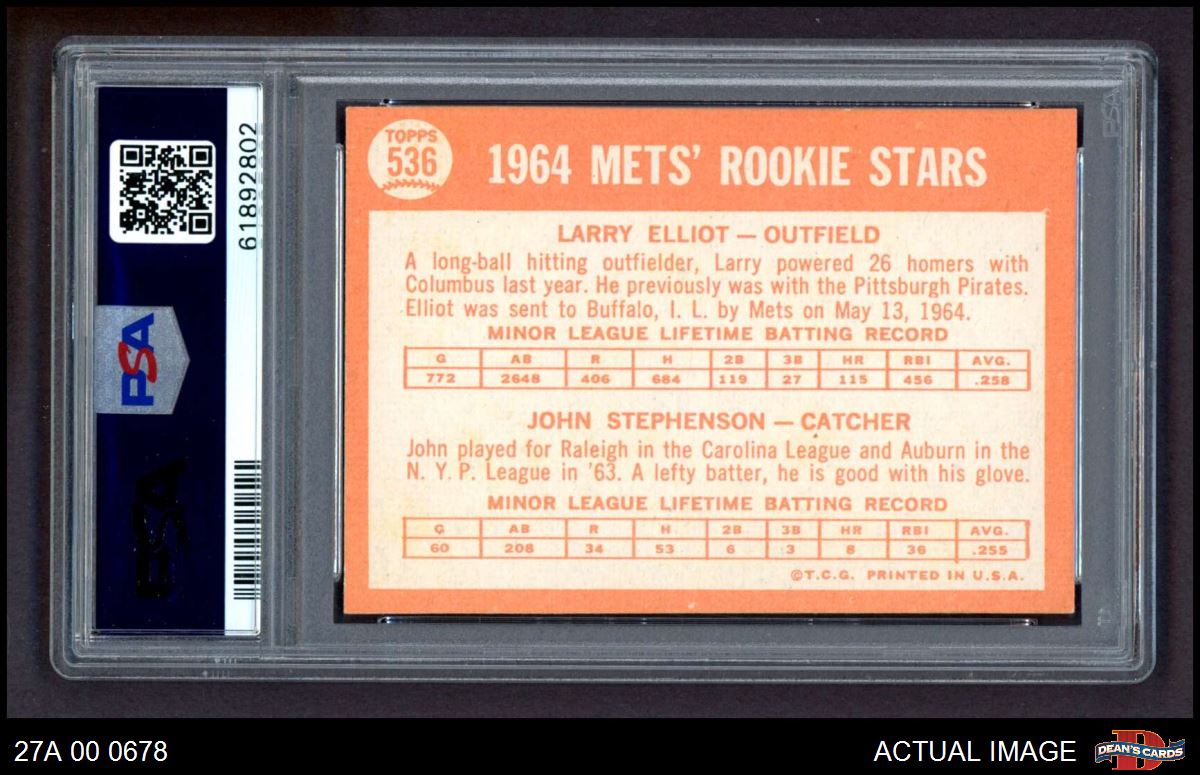 61892802
PSA
PSA
TOPPS
536
1964 METS' ROOKIE STARS
LARRY ELLIOT — OUTFIELD
A long-ball hitting outfielder, Larry powered 26 homers with
Columbus last year. He previously was with the Pittsburgh Pirates.
Elliot was sent to Buffalo, I. L. by Mets on May 13, 1964.
MINOR LEAGUE LIFETIME BATTING RECORD
G AB R H 2B 3B HR RBI AVG.
772 2648 406 684 119 27 115 456 .258
JOHN STEPHENSON — CATCHER
John played for Raleigh in the Carolina League and Auburn in the
N. Y. P. League in '63. A lefty batter, he is good with his glove.
MINOR LEAGUE LIFETIME BATTING RECORD
G AB R H 2B 3B HR RBI AVG.
60 208 34 53 6 3 8 36 .255
©T.C.G. PRINTED IN U.S.A.
PSA
27A 00 0678
ACTUAL IMAGE
D
DEAN'S CARDS